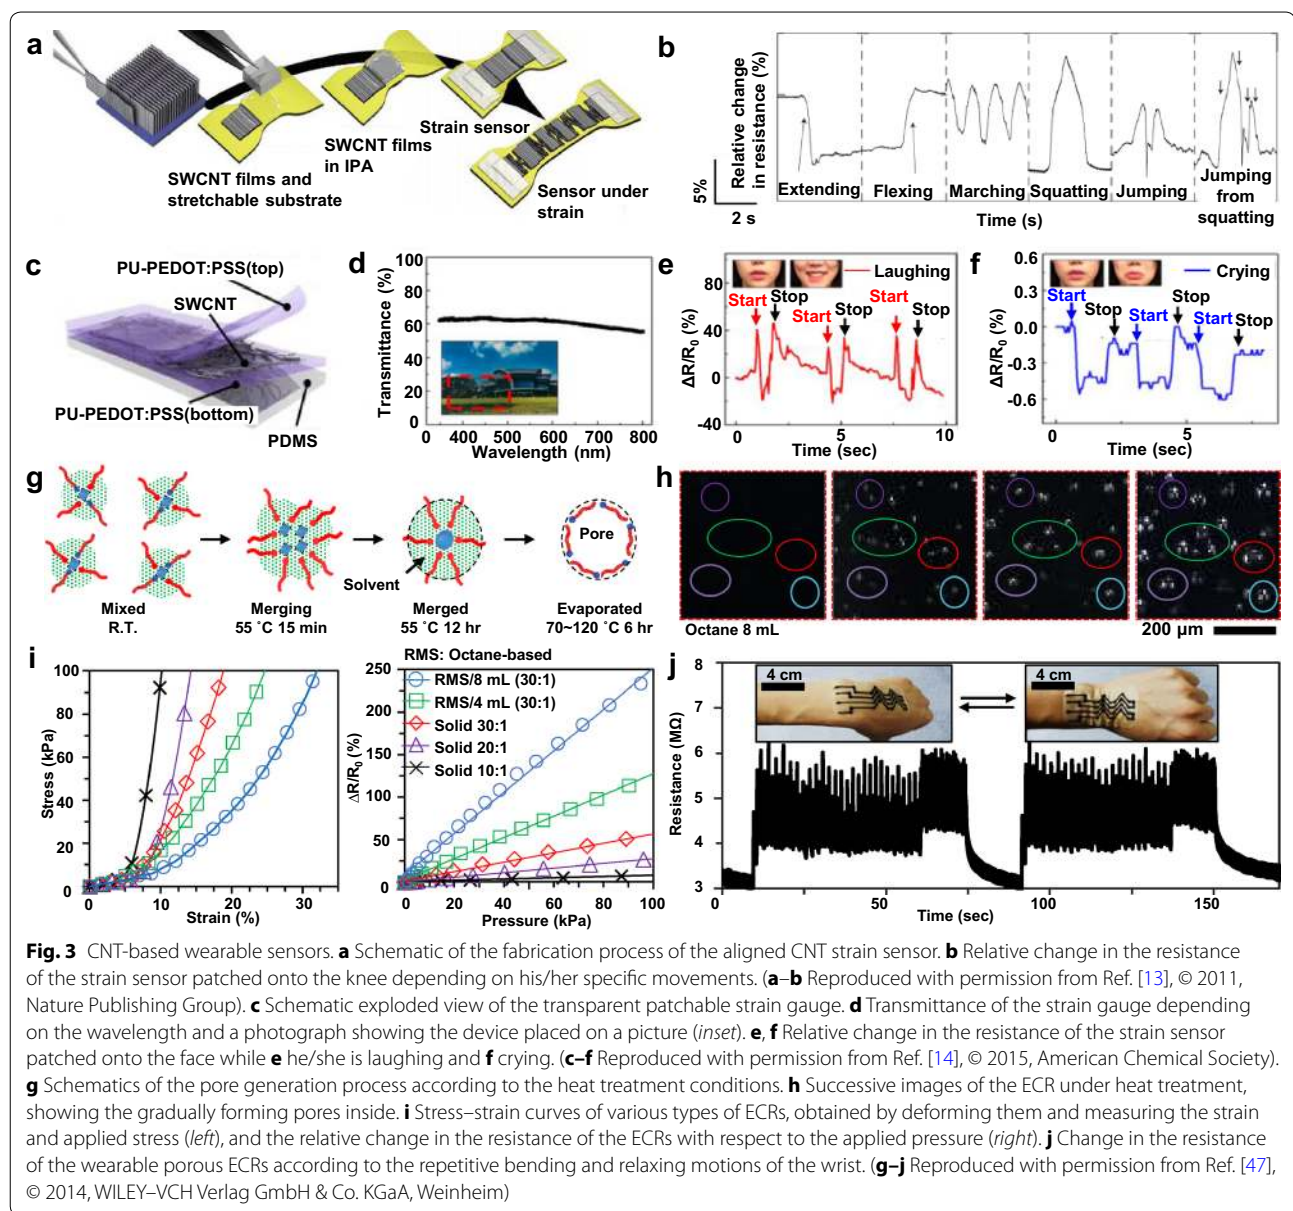 a
SWCNT films and
stretchable substrate
SWCNT films
in IPA
Strain sensor
Sensor under
strain
b
Relative change
in resistance (%)
5%
2 s
Extending
Flexing
Marching
Squatting
Jumping
Jumping
from
squatting
Time (s)
c
PU-PEDOT:PSS(top)
SWCNT
PU-PEDOT:PSS(bottom)
PDMS
d
Transmittance (%)
100
80
60
40
20
0
400 500 600 700 800
Wavelength (nm)
e
Laughing
Start
Stop
Start
Stop
Start
Stop
ΔR/R0 (%)
80
40
0
-40
0 5 10
Time (sec)
f
Crying
Start
Stop
Start
Stop
Start
Stop
ΔR/R0 (%)
0.6
0.3
0.0
-0.3
-0.6
0 5
Time (sec)
g
Solvent
Pore
Mixed
R.T.
Merging
55 ˚C 15 min
Merged
55 ˚C 12 hr
Evaporated
70~120 ˚C 6 hr
h
Octane 8 mL
200 µm
i
Stress (kPa)
100
80
60
40
20
0
0 10 20 30
Strain (%)
RMS: Octane-based
RMS/8 mL (30:1)
RMS/4 mL (30:1)
Solid 30:1
Solid 20:1
Solid 10:1
ΔR/R0 (%)
250
200
150
100
50
0
0 20 40 60 80 100
Pressure (kPa)
j
4 cm
4 cm
Resistance (MΩ)
8
7
6
5
4
3
0 50 100 150
Time (sec)
Fig. 3 CNT-based wearable sensors. a Schematic of the fabrication process of the aligned CNT strain sensor. b Relative change in the resistance
of the strain sensor patched onto the knee depending on his/her specific movements. (a–b Reproduced with permission from Ref. [13], © 2011,
Nature Publishing Group). c Schematic exploded view of the transparent patchable strain gauge. d Transmittance of the strain gauge depending
on the wavelength and a photograph showing the device placed on a picture (inset). e, f Relative change in the resistance of the strain sensor
patched onto the face while e he/she is laughing and f crying. (c–f Reproduced with permission from Ref. [14], © 2015, American Chemical Society).
g Schematics of the pore generation process according to the heat treatment conditions. h Successive images of the ECR under heat treatment,
showing the gradually forming pores inside. i Stress–strain curves of various types of ECRs, obtained by deforming them and measuring the strain
and applied stress (left), and the relative change in the resistance of the ECRs with respect to the applied pressure (right). j Change in the resistance
of the wearable porous ECRs according to the repetitive bending and relaxing motions of the wrist. (g–j Reproduced with permission from Ref. [47],
© 2014, WILEY–VCH Verlag GmbH & Co. KGaA, Weinheim)